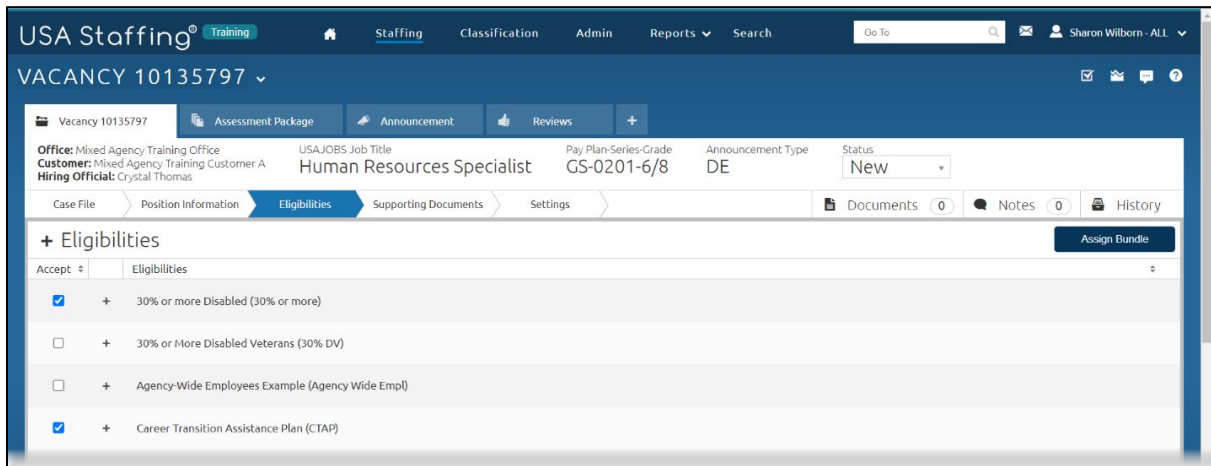 USA Staffing® Training Staffing Classification Admin Reports Search Go To Sharon Wilborn - ALL
VACANCY 10135797
Vacancy 10135797 Assessment Package Announcement Reviews +
Office: Mixed Agency Training Office
Customer: Mixed Agency Training Customer A
Hiring Official: Crystal Thomas
USAJOBS Job Title
Human Resources Specialist
Pay Plan-Series-Grade
GS-0201-6/8
Announcement Type
DE
Status
New
Case File Position Information Eligibilities Supporting Documents Settings Documents 0 Notes 0 History
+ Eligibilities Assign Bundle
Accept Eligibilities
+ 30% or more Disabled (30% or more)
+ 30% or More Disabled Veterans (30% DV)
+ Agency-Wide Employees Example (Agency Wide Empl)
+ Career Transition Assistance Plan (CTAP)